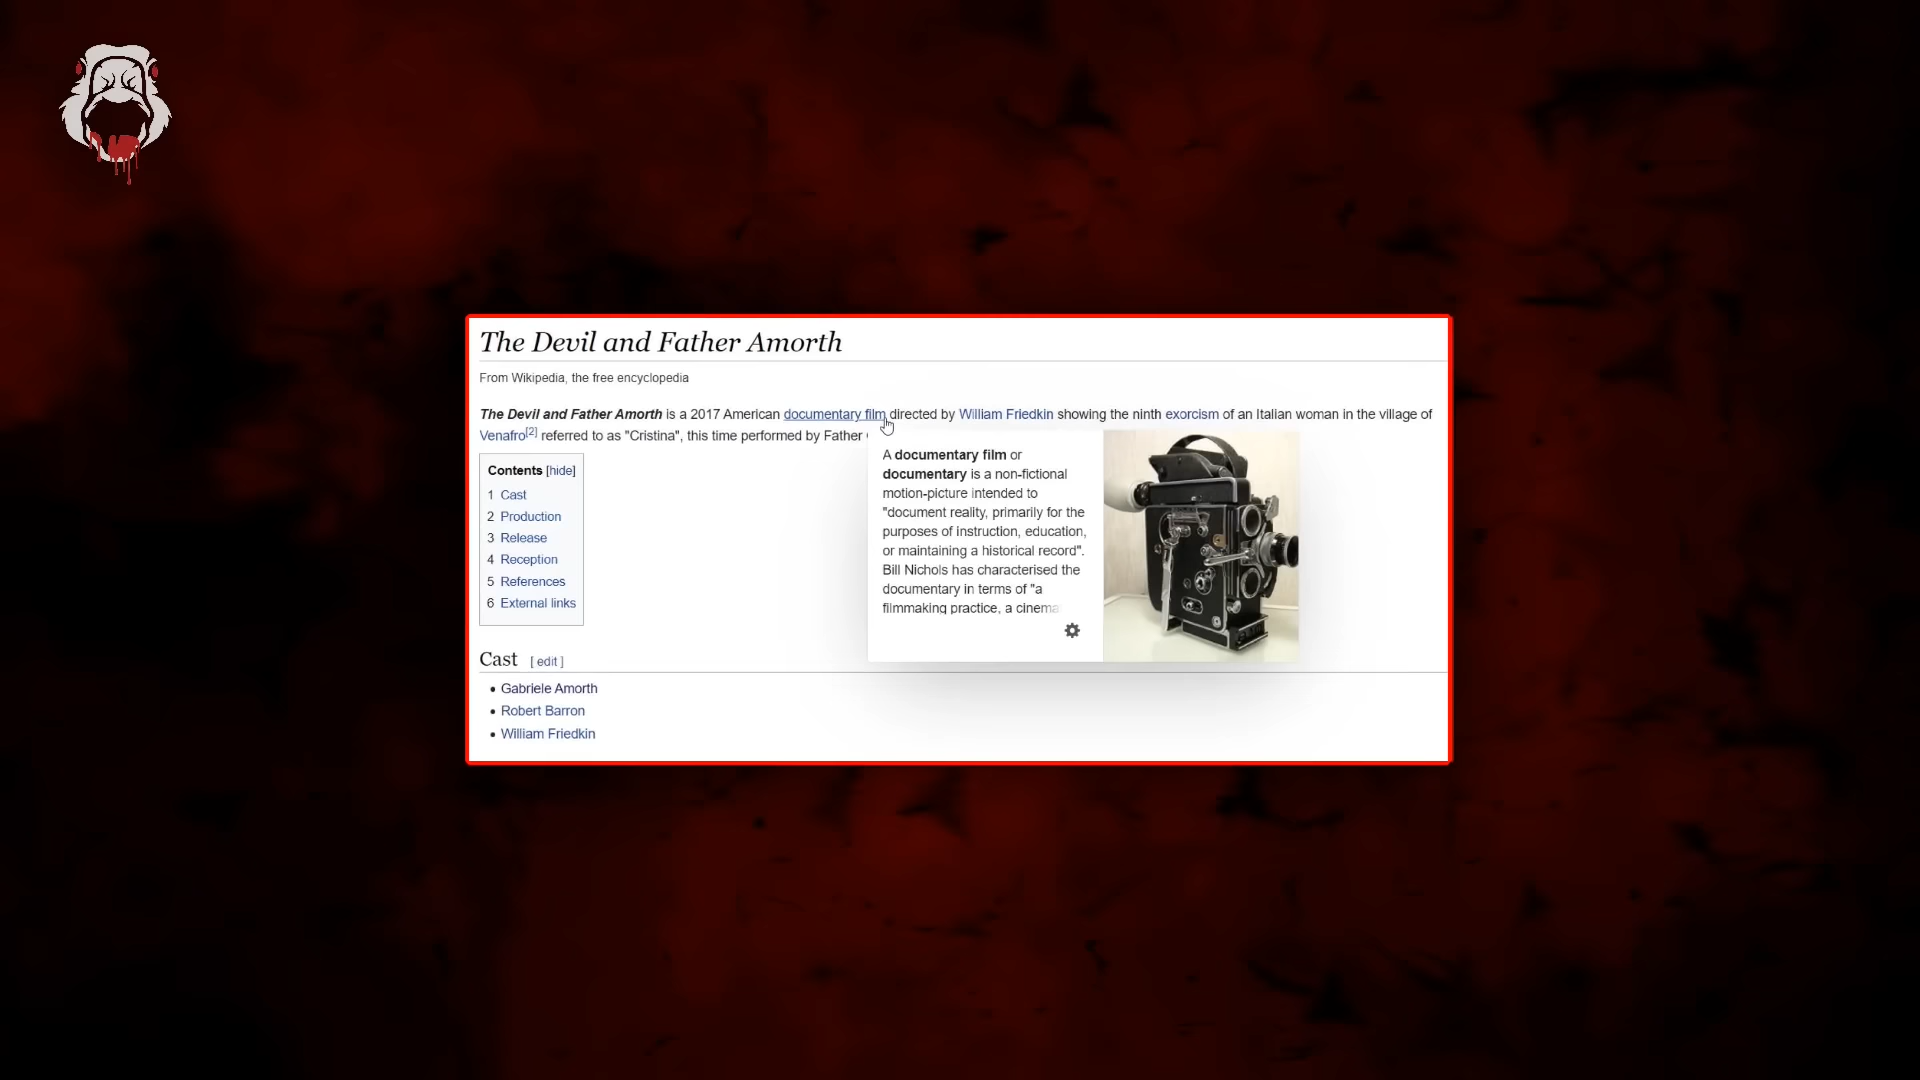 The Devil and Father Amorth
From Wikipedia, the free encyclopedia
The Devil and Father Amorth is a 2017 American documentary film directed by William Friedkin showing the ninth exorcism of an Italian woman in the village of
Venafro[2] referred to as "Cristina", this time performed by Father
A documentary film or
documentary is a non-fictional
motion-picture intended to
"document reality, primarily for the
purposes of instruction, education,
or maintaining a historical record".
Bill Nichols has characterised the
documentary in terms of "a
filmmaking practice, a cinema
Contents [hide]
1 Cast
2 Production
3 Release
4 Reception
5 References
6 External links
Cast [ edit ]
• Gabriele Amorth
• Robert Barron
• William Friedkin